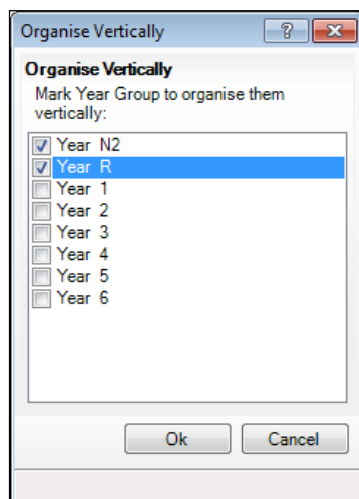 Organise Vertically
?
Organise Vertically
Mark Year Group to organise them
vertically:
Year N2
Year R
Year 1
Year 2
Year 3
Year 4
Year 5
Year 6
Ok Cancel